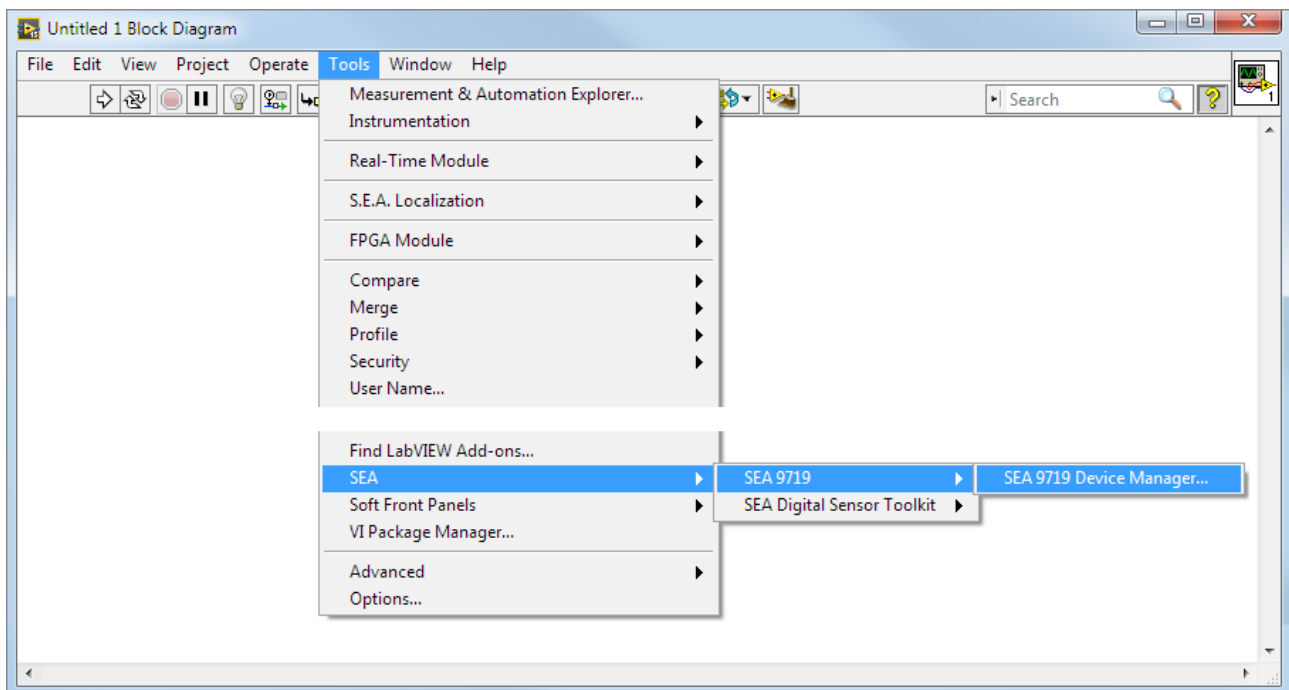 Untitled 1 Block Diagram
File Edit View Project Operate Tools Window Help
Search
1
Measurement & Automation Explorer...
Instrumentation
Real-Time Module
S.E.A. Localization
FPGA Module
Compare
Merge
Profile
Security
User Name...
Find LabVIEW Add-ons...
SEA SEA 9719 SEA 9719 Device Manager...
Soft Front Panels SEA Digital Sensor Toolkit
VI Package Manager...
Advanced
Options...